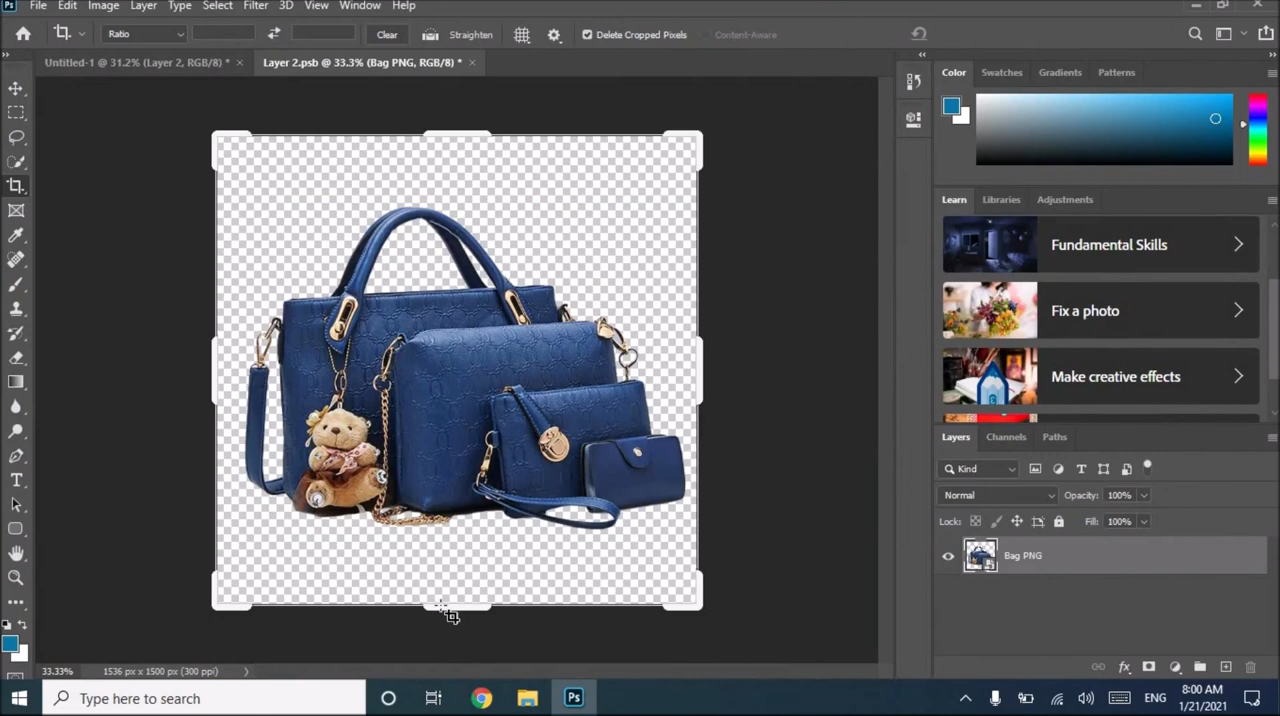 Ps File Edit Image Layer Type Select Filter 3D View Window Help
Ratio Clear Straighten Delete Cropped Pixels Content-Aware
Untitled-1 @ 31.2% (Layer 2, RGB/8) * × Layer 2.psb @ 33.3% (Bag PNG, RGB/8) * ×
Color Swatches Gradients Patterns
Learn Libraries Adjustments
Fundamental Skills
Fix a photo
Make creative effects
Layers Channels Paths
Kind
Normal Opacity: 100%
Lock: Fill: 100%
Bag PNG
33.33% 1536 px x 1500 px (300 ppi)
Type here to search
Ps
ENG
8:00 AM
1/21/2021